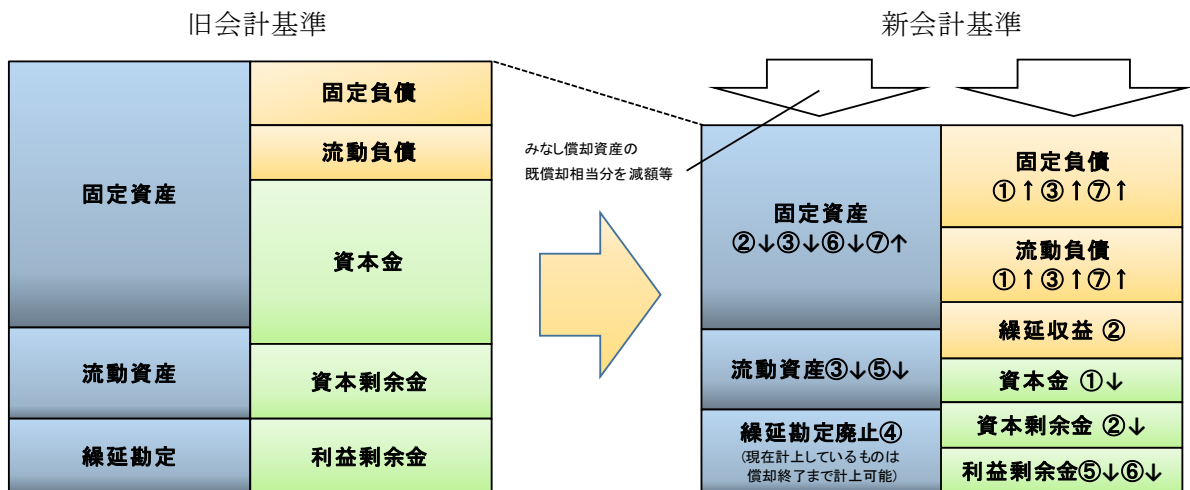 旧会計基準
新会計基準
固定資産
流動資産
繰延勘定
固定負債
流動負債
資本金
資本剰余金
利益剰余金
みなし償却資産の
既償却相当分を減額等
固定資産
②↓③↓⑥↓⑦↑
流動資産③↓⑤↓
繰延勘定廃止④
(現在計上しているものは
償却終了まで計上可能)
固定負債
①↑③↑⑦↑
流動負債
①↑③↑⑦↑
繰延収益 ②
資本金 ①↓
資本剰余金 ②↓
利益剰余金⑤↓⑥↓